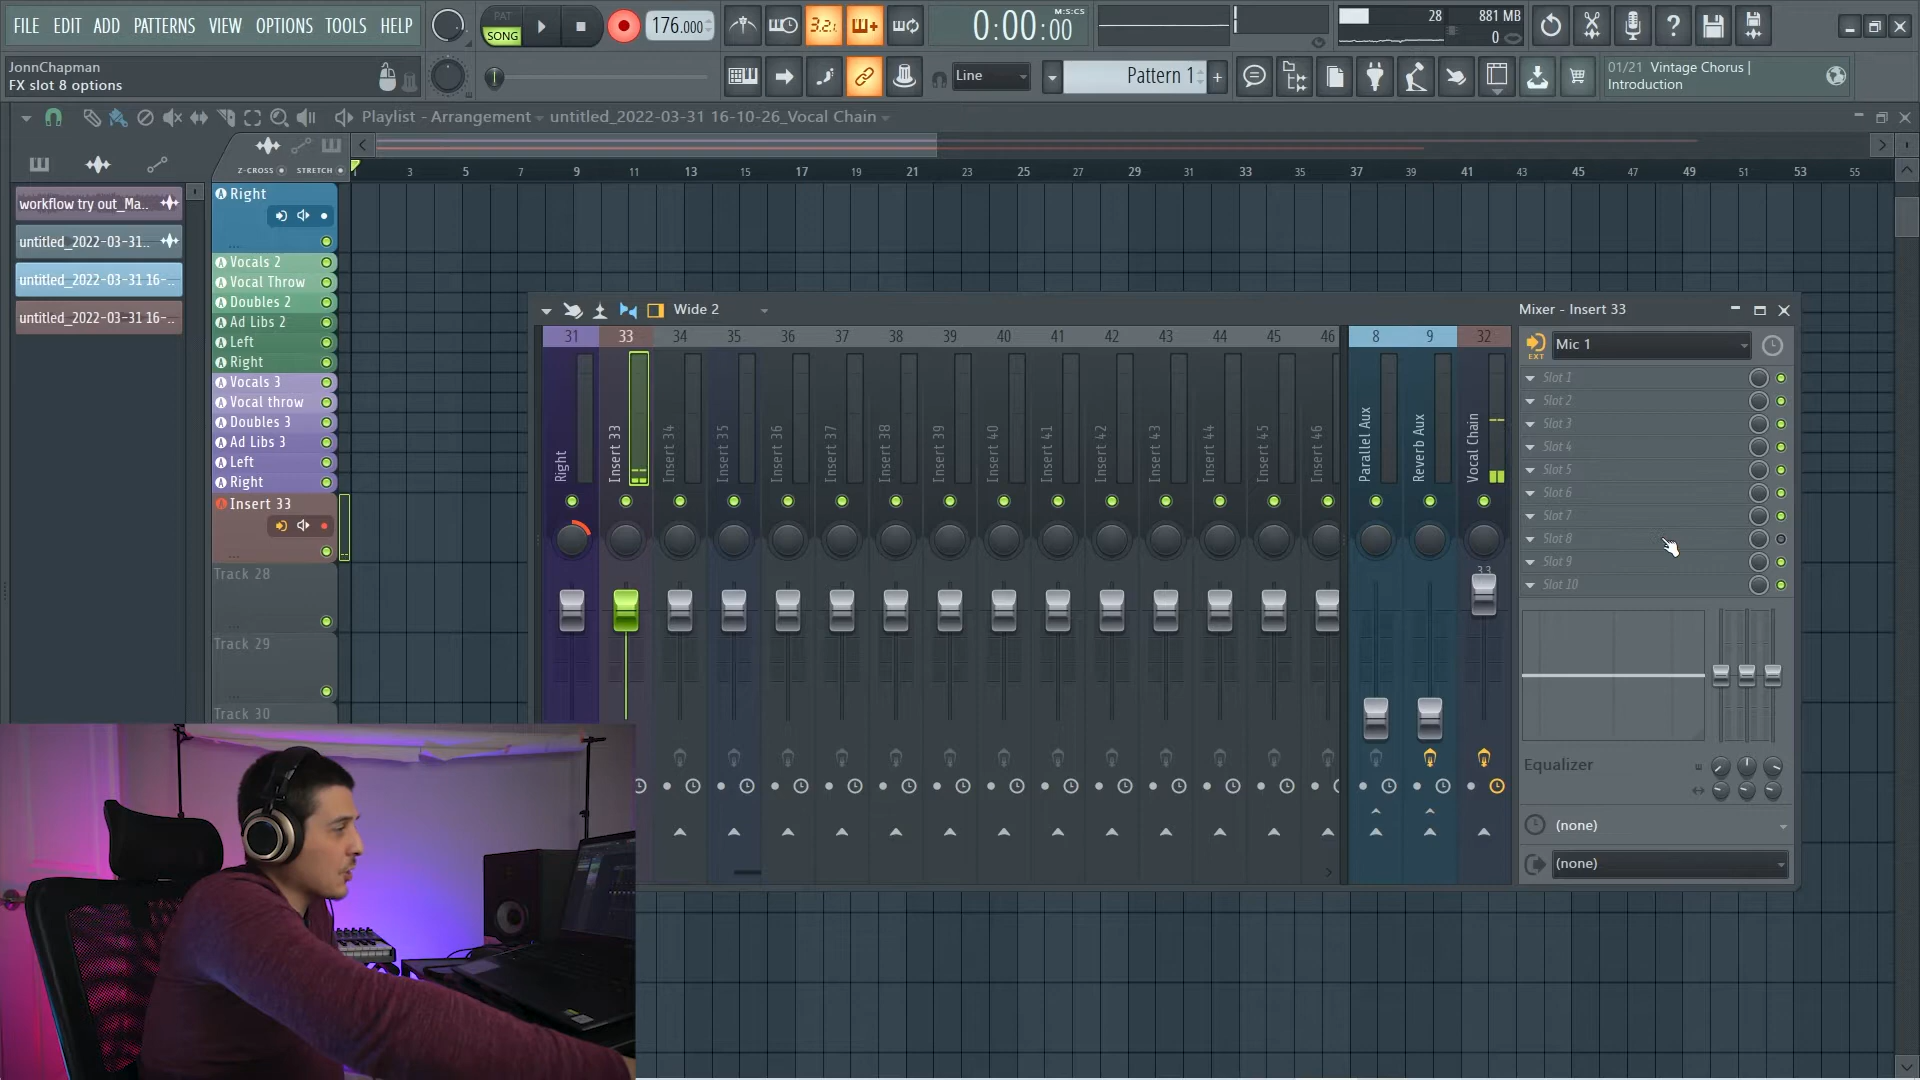 FILE EDIT ADD PATTERNS VIEW OPTIONS TOOLS HELP
PAT
SONG
176.000
3.2.
0:00:00
M:S:CS
28
881 MB
0
JonnChapman
FX slot 8 options
Line
Pattern 1
01/21 Vintage Chorus |
Introduction
Playlist - Arrangement
untitled_2022-03-31 16-10-26_Vocal Chain
Z-CROSS
STRETCH
3 5 7 9 11 13 15 17 19 21 23 25 27 29 31 33 35 37 39 41 43 45 47 49 51 53 55
workflow try out_Ma..
untitled_2022-03-31..
untitled_2022-03-31 16-..
untitled_2022-03-31 16-..
Right
Vocals 2
Vocal Throw
Doubles 2
Ad Libs 2
Left
Right
Vocals 3
Vocal throw
Doubles 3
Ad Libs 3
Left
Right
Insert 33
Track 28
Track 29
Track 30
Wide 2
Mixer - Insert 33
31 33 34 35 36 37 38 39 40 41 42 43 44 45 46 8 9 32
Right
Insert 33
Insert 34
Insert 35
Insert 36
Insert 37
Insert 38
Insert 39
Insert 40
Insert 41
Insert 42
Insert 43
Insert 44
Insert 45
Insert 46
Parallel Aux
Reverb Aux
Vocal Chain
3.3
EXT
Mic 1
Slot 1
Slot 2
Slot 3
Slot 4
Slot 5
Slot 6
Slot 7
Slot 8
Slot 9
Slot 10
Equalizer
(none)
(none)